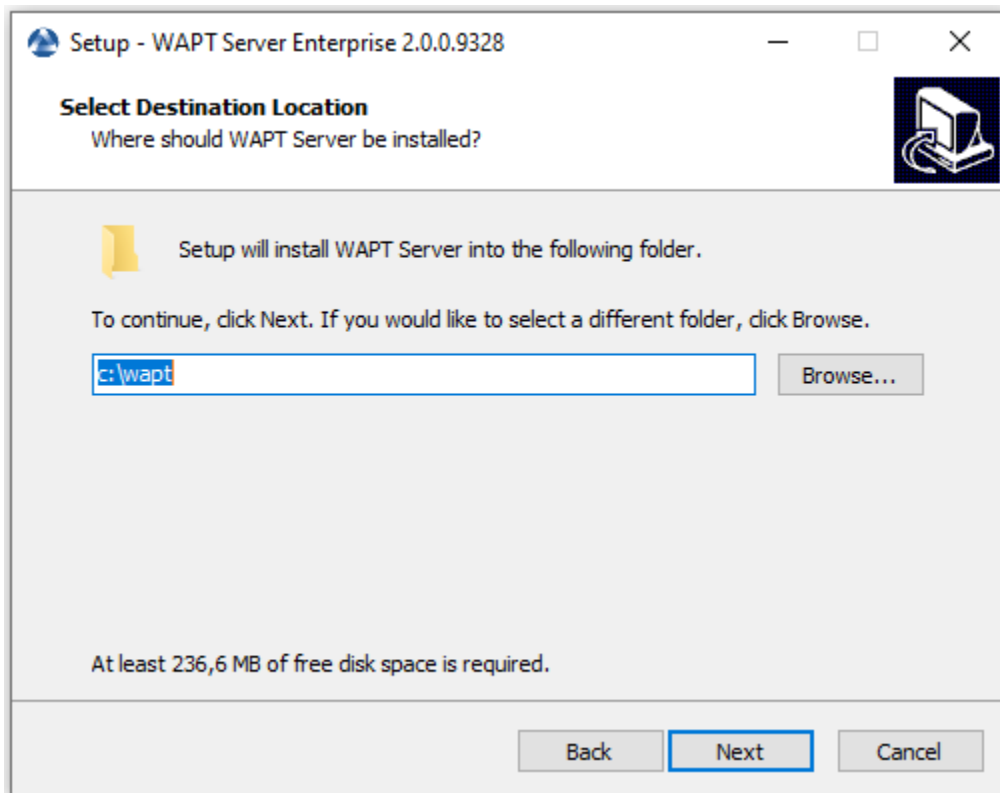 Setup - WAPT Server Enterprise 2.0.0.9328
Select Destination Location
Where should WAPT Server be installed?
Setup will install WAPT Server into the following folder.
To continue, click Next. If you would like to select a different folder, click Browse.
c:\wapt
Browse...
At least 236,6 MB of free disk space is required.
Back
Next
Cancel